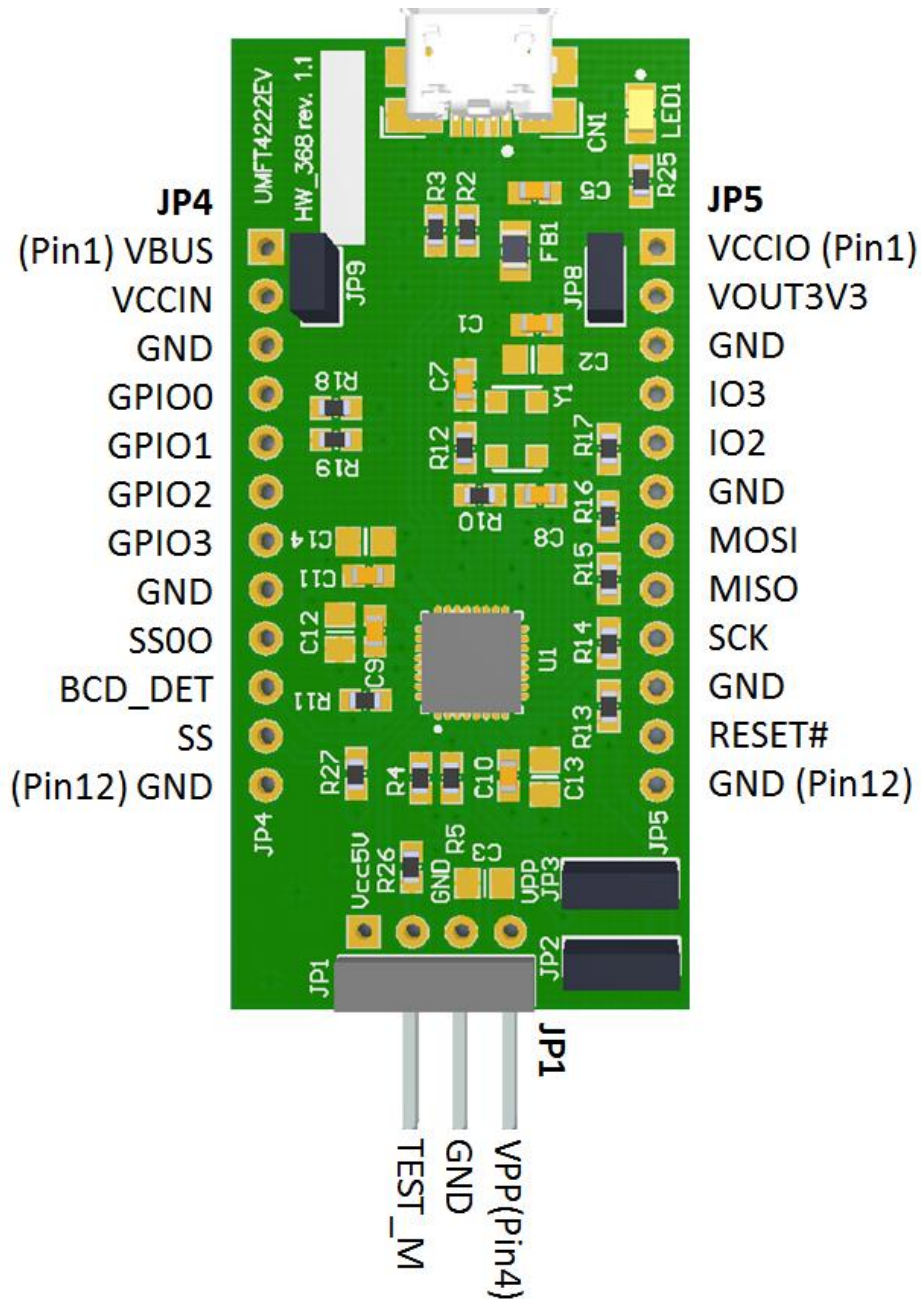 UMFT4222EV
HW_368 rev. 1.1
CN1
LED1
R25
C5
R3
R2
FB1
JP9
JP8
C1
C2
C7
Y1
R18
R19
R12
R17
R10
C8
R16
C14
C11
R15
C12
C9
U1
R14
R11
R13
R27
R4
C10
C13
JP4
JP5
Vcc5V
R26
GND
R5
C3
VPP
JP3
JP2
JP1
JP4
(Pin1) VBUS
VCCIN
GND
GPIO0
GPIO1
GPIO2
GPIO3
GND
SS0O
BCD_DET
SS
(Pin12) GND
JP5
VCCIO (Pin1)
VOUT3V3
GND
IO3
IO2
GND
MOSI
MISO
SCK
GND
RESET#
GND (Pin12)
JP1
TEST_M
GND
VPP(Pin4)